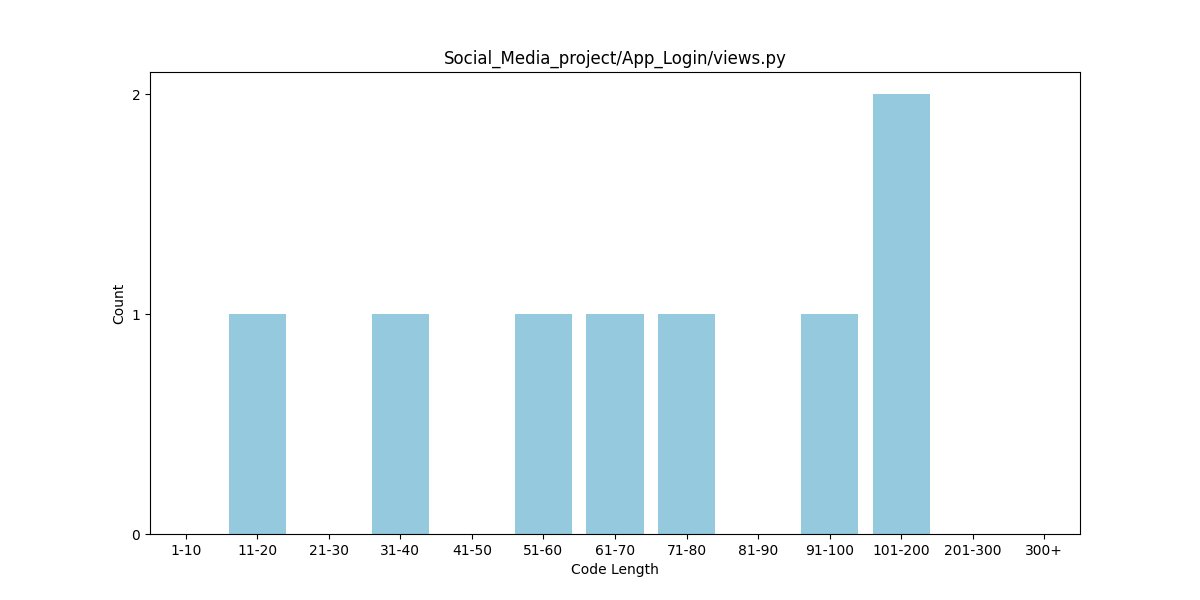 Social_Media_project/App_Login/views.py
Count
2
1
0
1-10 11-20 21-30 31-40 41-50 51-60 61-70 71-80 81-90 91-100 101-200 201-300 300+
Code Length